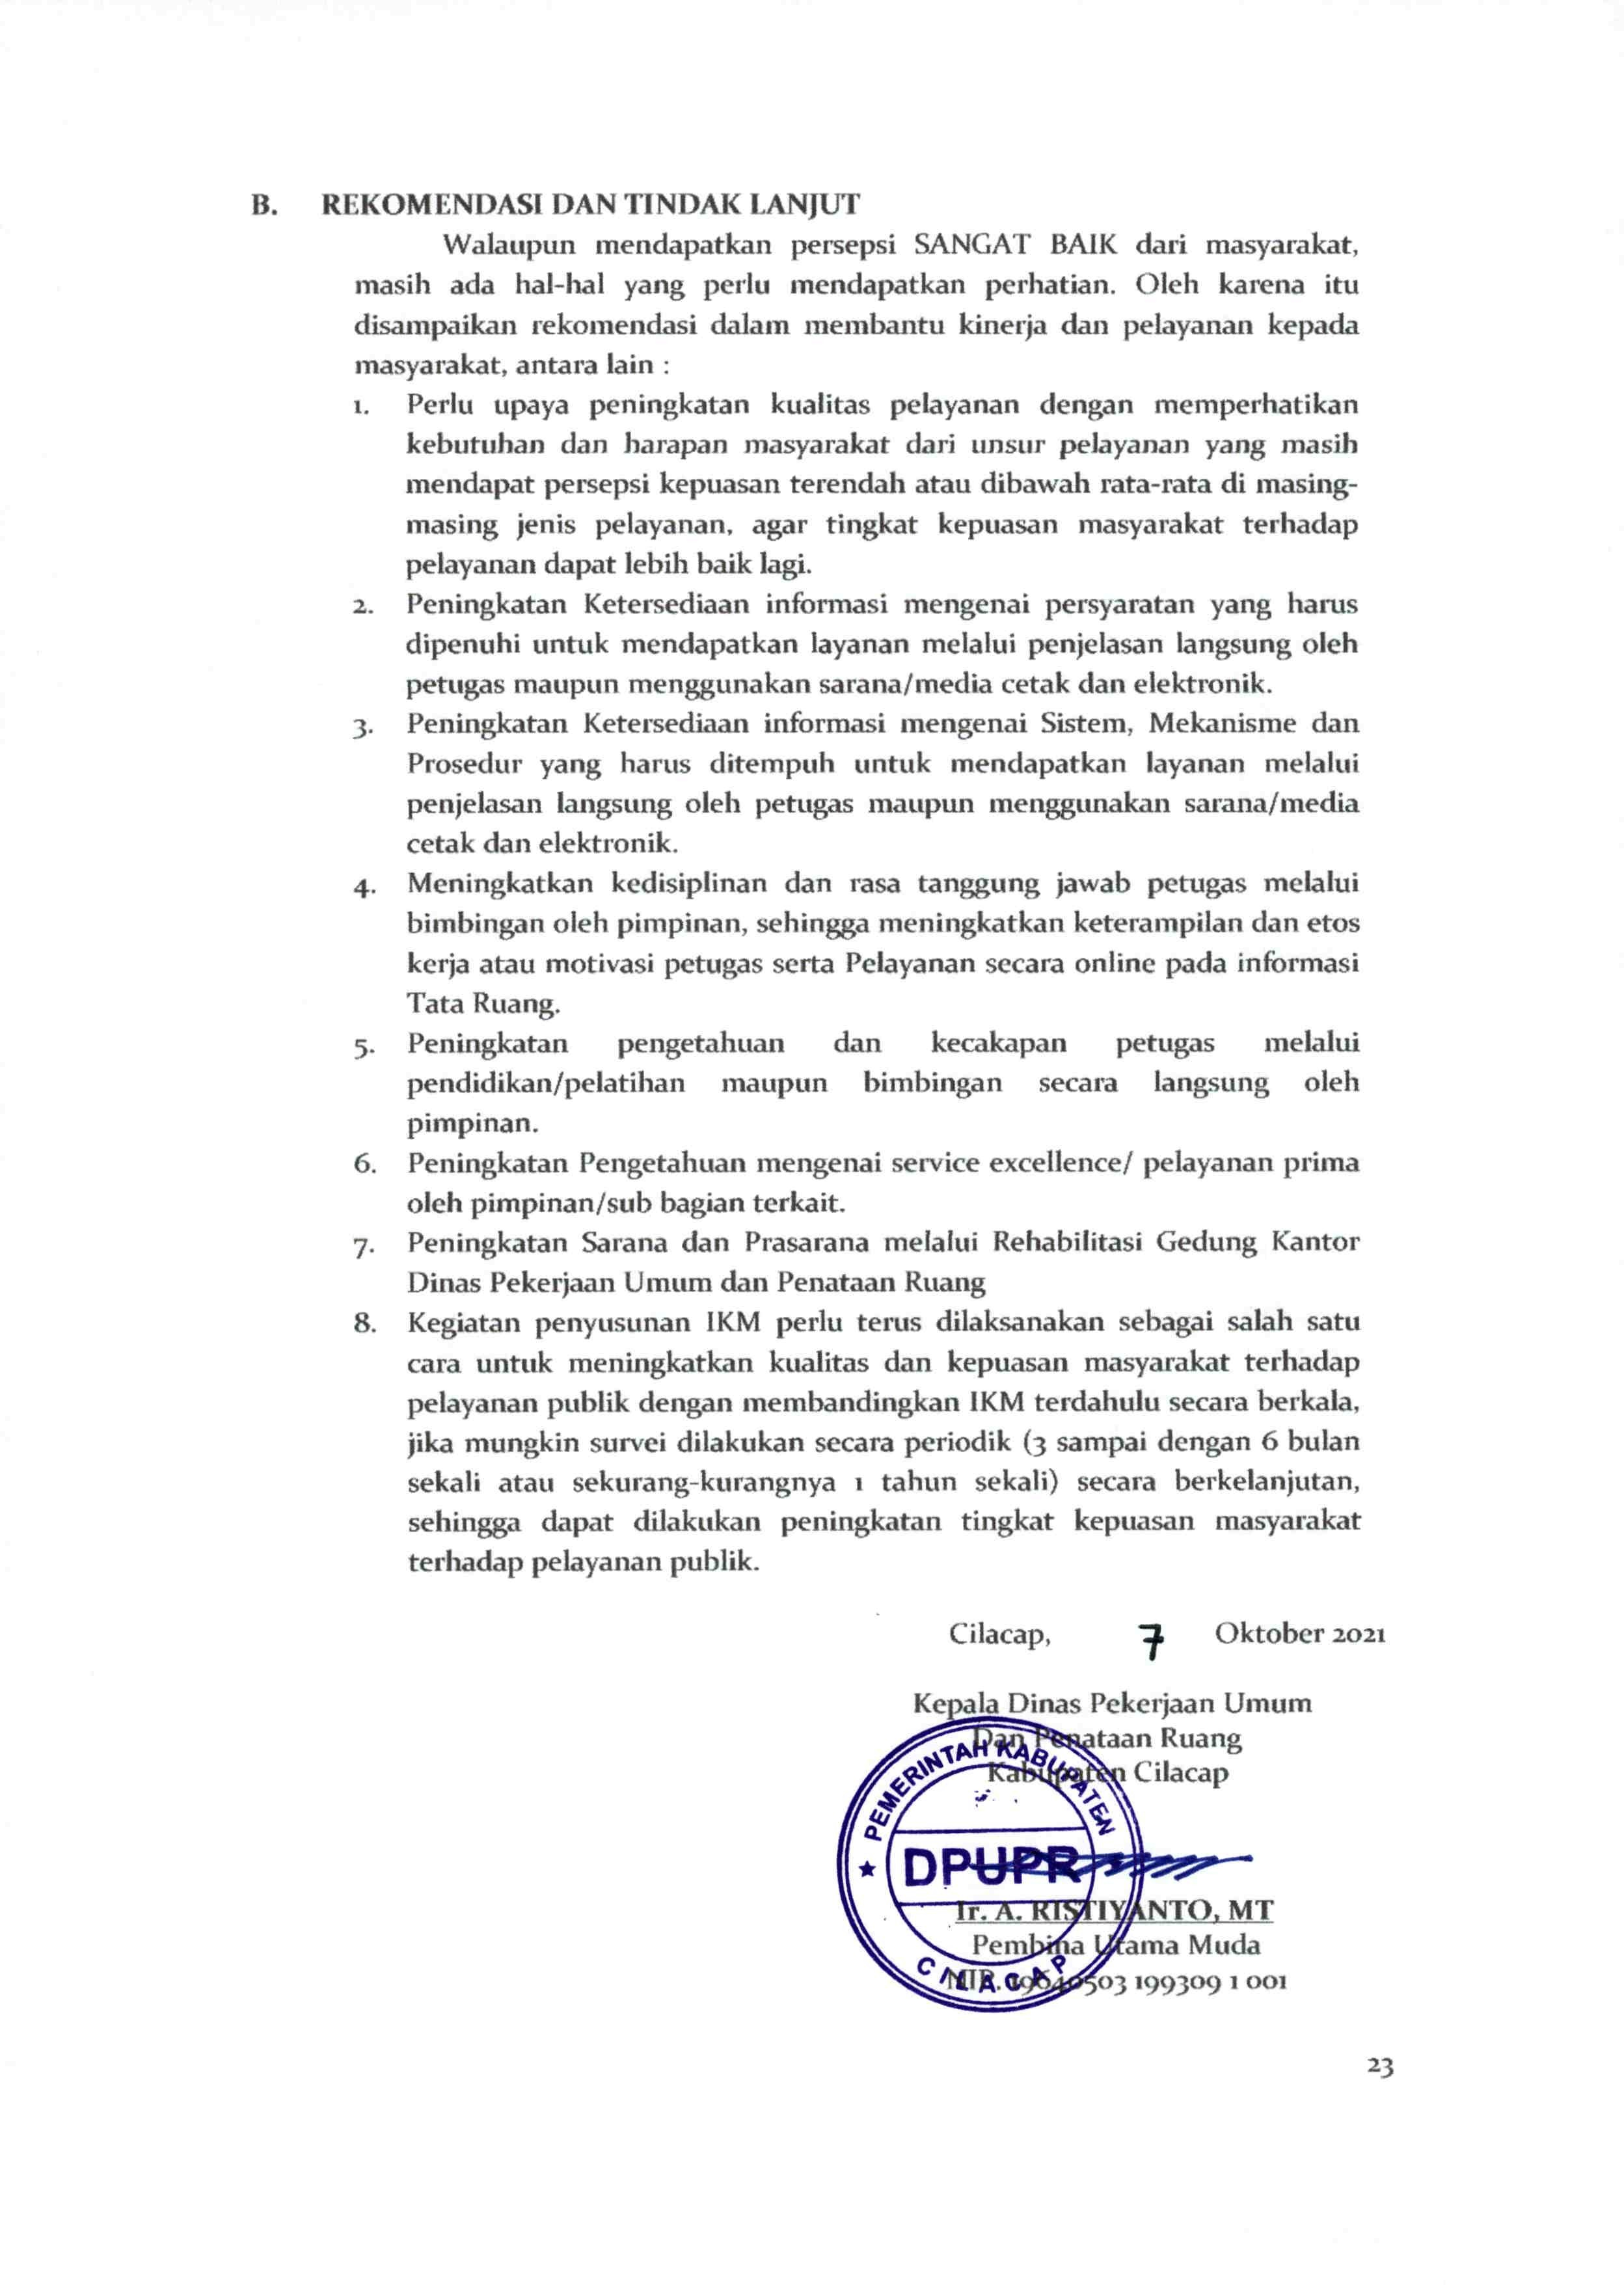 B. REKOMENDASI DAN TINDAK LANJUT
Walaupun mendapatkan persepsi SANGAT BAIK dari masyarakat,
masih ada hal-hal yang perlu mendapatkan perhatian. Oleh karena itu
disampaikan rekomendasi dalam membantu kinerja dan pelayanan kepada
masyarakat, antara lain :
1. Perlu upaya peningkatan kualitas pelayanan dengan memperhatikan
kebutuhan dan harapan masyarakat dari unsur pelayanan yang masih
mendapat persepsi kepuasan terendah atau dibawah rata-rata di masing-
masing jenis pelayanan, agar tingkat kepuasan masyarakat terhadap
pelayanan dapat lebih baik lagi.
2. Peningkatan Ketersediaan informasi mengenai persyaratan yang harus
dipenuhi untuk mendapatkan layanan melalui penjelasan langsung oleh
petugas maupun menggunakan sarana/media cetak dan elektronik.
3. Peningkatan Ketersediaan informasi mengenai Sistem, Mekanisme dan
Prosedur yang harus ditempuh untuk mendapatkan layanan melalui
penjelasan langsung oleh petugas maupun menggunakan sarana/media
cetak dan elektronik.
4. Meningkatkan kedisiplinan dan rasa tanggung jawab petugas melalui
bimbingan oleh pimpinan, sehingga meningkatkan keterampilan dan etos
kerja atau motivasi petugas serta Pelayanan secara online pada informasi
Tata Ruang.
5. Peningkatan pengetahuan dan kecakapan petugas melalui
pendidikan/pelatihan maupun bimbingan secara langsung oleh
pimpinan.
6. Peningkatan Pengetahuan mengenai service excellence/ pelayanan prima
oleh pimpinan/sub bagian terkait.
7. Peningkatan Sarana dan Prasarana melalui Rehabilitasi Gedung Kantor
Dinas Pekerjaan Umum dan Penataan Ruang
8. Kegiatan penyusunan IKM perlu terus dilaksanakan sebagai salah satu
cara untuk meningkatkan kualitas dan kepuasan masyarakat terhadap
pelayanan publik dengan membandingkan IKM terdahulu secara berkala,
jika mungkin survei dilakukan secara periodik (3 sampai dengan 6 bulan
sekali atau sekurang-kurangnya 1 tahun sekali) secara berkelanjutan,
sehingga dapat dilakukan peningkatan tingkat kepuasan masyarakat
terhadap pelayanan publik.
Cilacap, 7 Oktober 2021
Kepala Dinas Pekerjaan Umum
Dan Penataan Ruang
Kabupaten Cilacap
PEMERINTAH KABUPATEN
DPUPR
CILACAP
Ir. A. RISTIYANTO, MT
Pembina Utama Muda
NIP. 19640503 199309 1 001
23